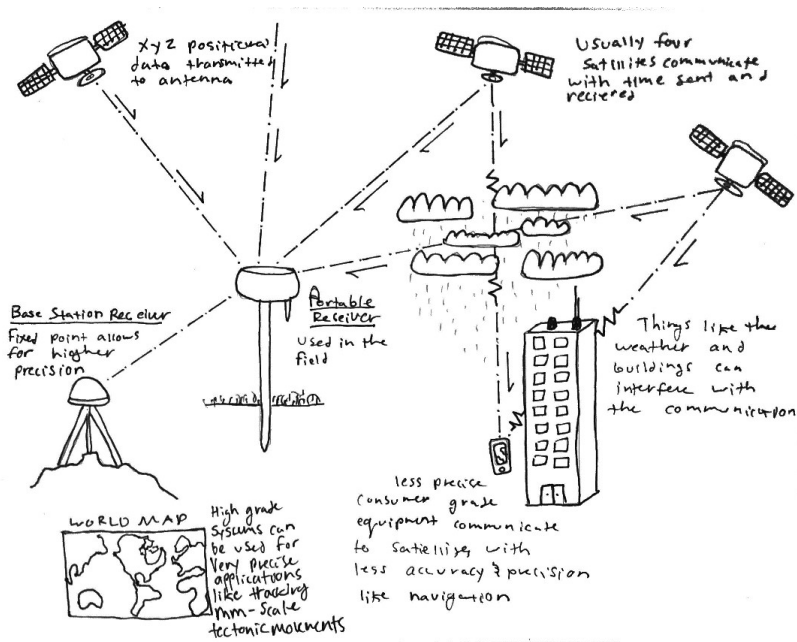 XYZ positional
data transmitted
to antenna
Usually four
satellites communicate
with time sent and
recieved
Base Station Receiver
Fixed point allows
for higher
precision
Portable
Receiver
Used in the
field
Things like the
weather and
buildings can
interfere with
the communication
WORLD MAP
High grade
systems can
be used for
very precise
applications
like tracking
mm-scale
tectonic movements
less precise
consumer grade
equipment communicate
to satellites with
less accuracy & precision
like navigation